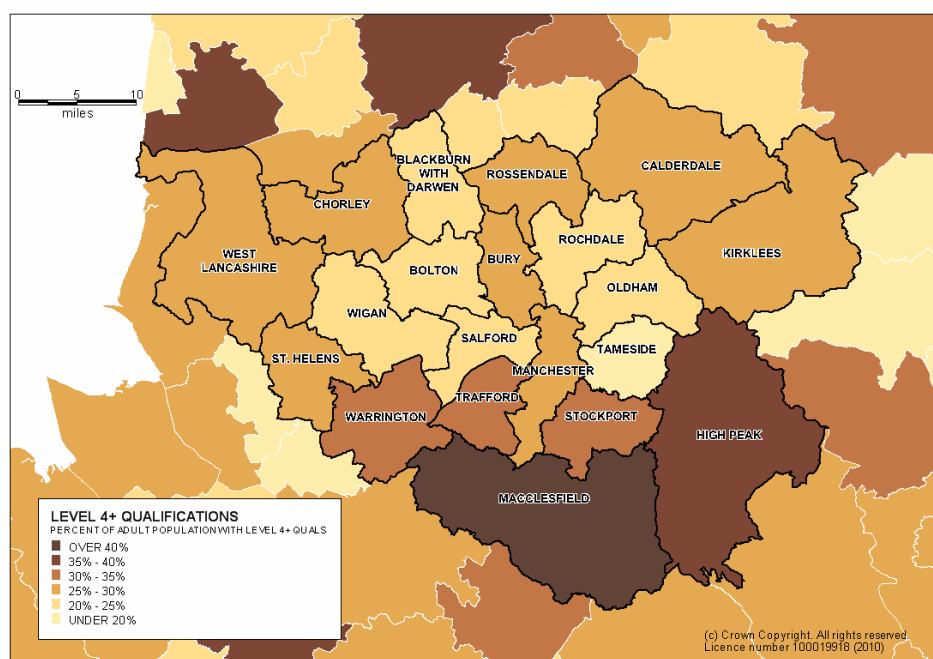 0 5 10
miles
BLACKBURN
WITH
DARWEN
ROSSENDALE
CALDERDALE
CHORLEY
WEST
LANCASHIRE
BOLTON
BURY
ROCHDALE
KIRKLEES
OLDHAM
WIGAN
SALFORD
TAMESIDE
ST. HELENS
MANCHESTER
WARRINGTON
TRAFFORD
STOCKPORT
HIGH PEAK
MACCLESFIELD
LEVEL 4+ QUALIFICATIONS
PERCENT OF ADULT POPULATION WITH LEVEL 4+ QUALS
OVER 40%
35% - 40%
30% - 35%
25% - 30%
20% - 25%
UNDER 20%
(c) Crown Copyright. All rights reserved.
Licence number 100019918 (2010)